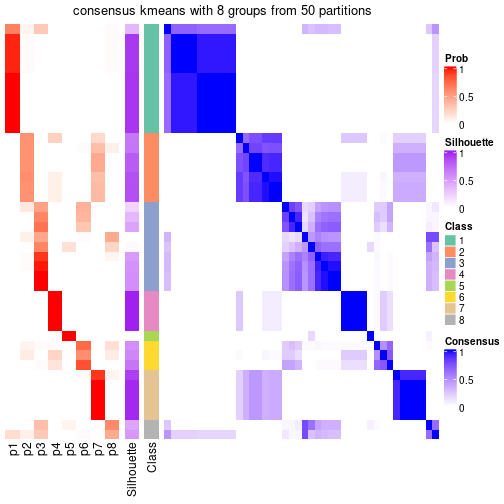 consensus kmeans with 8 groups from 50 partitions
Prob
1
0.5
0
Silhouette
1
0.5
0
Class
1
2
3
4
5
6
7
8
Consensus
1
0.5
0
p1
p2
p3
p4
p5
p6
p7
p8
Silhouette
Class